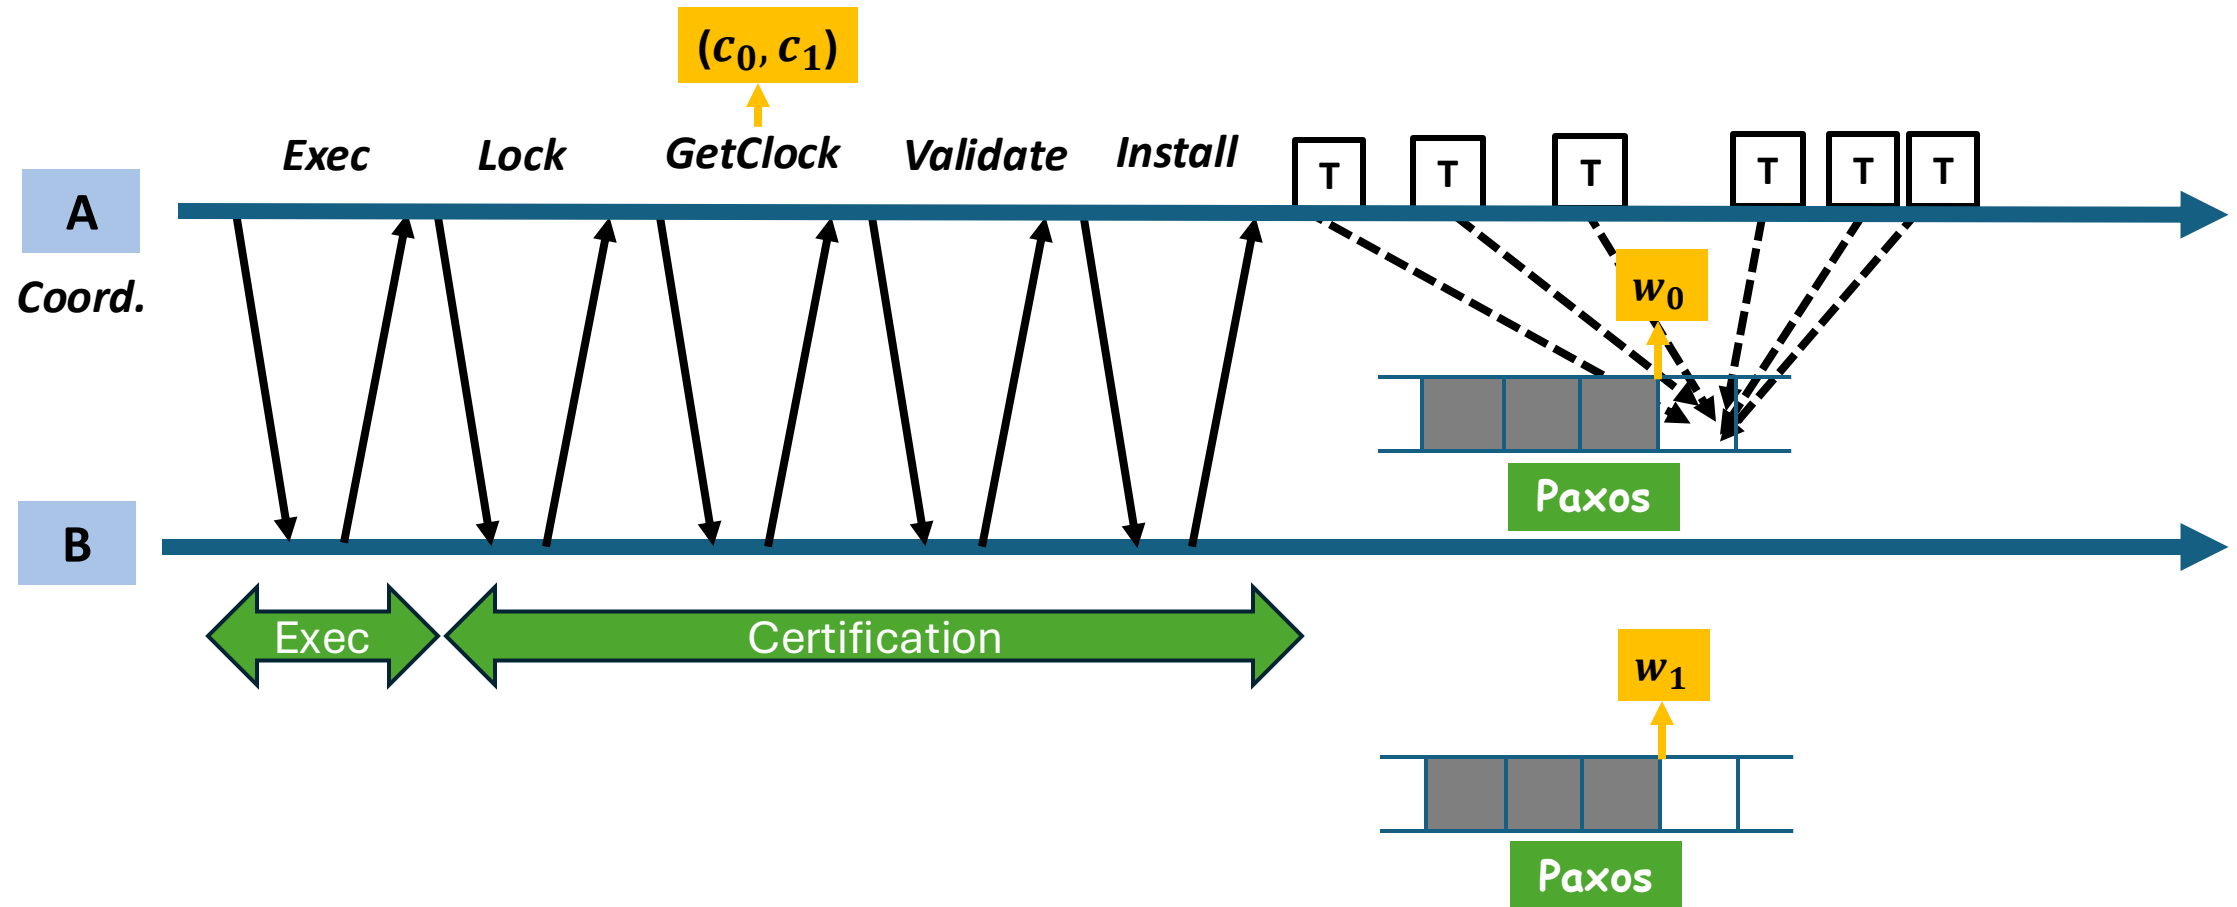 (c₀, c₁)
Exec
Lock
GetClock
Validate
Install
T
T
T
T
T
T
A
Coord.
w₀
Paxos
B
Exec
Certification
w₁
Paxos